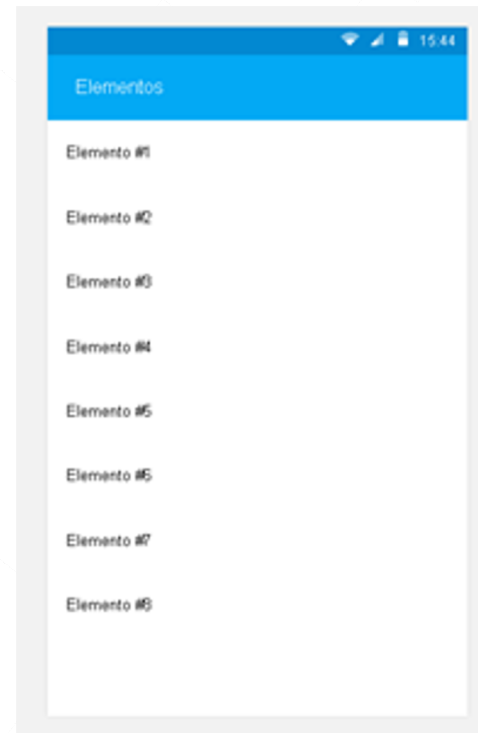 15:44
Elementos
Elemento #1
Elemento #2
Elemento #3
Elemento #4
Elemento #5
Elemento #6
Elemento #7
Elemento #8